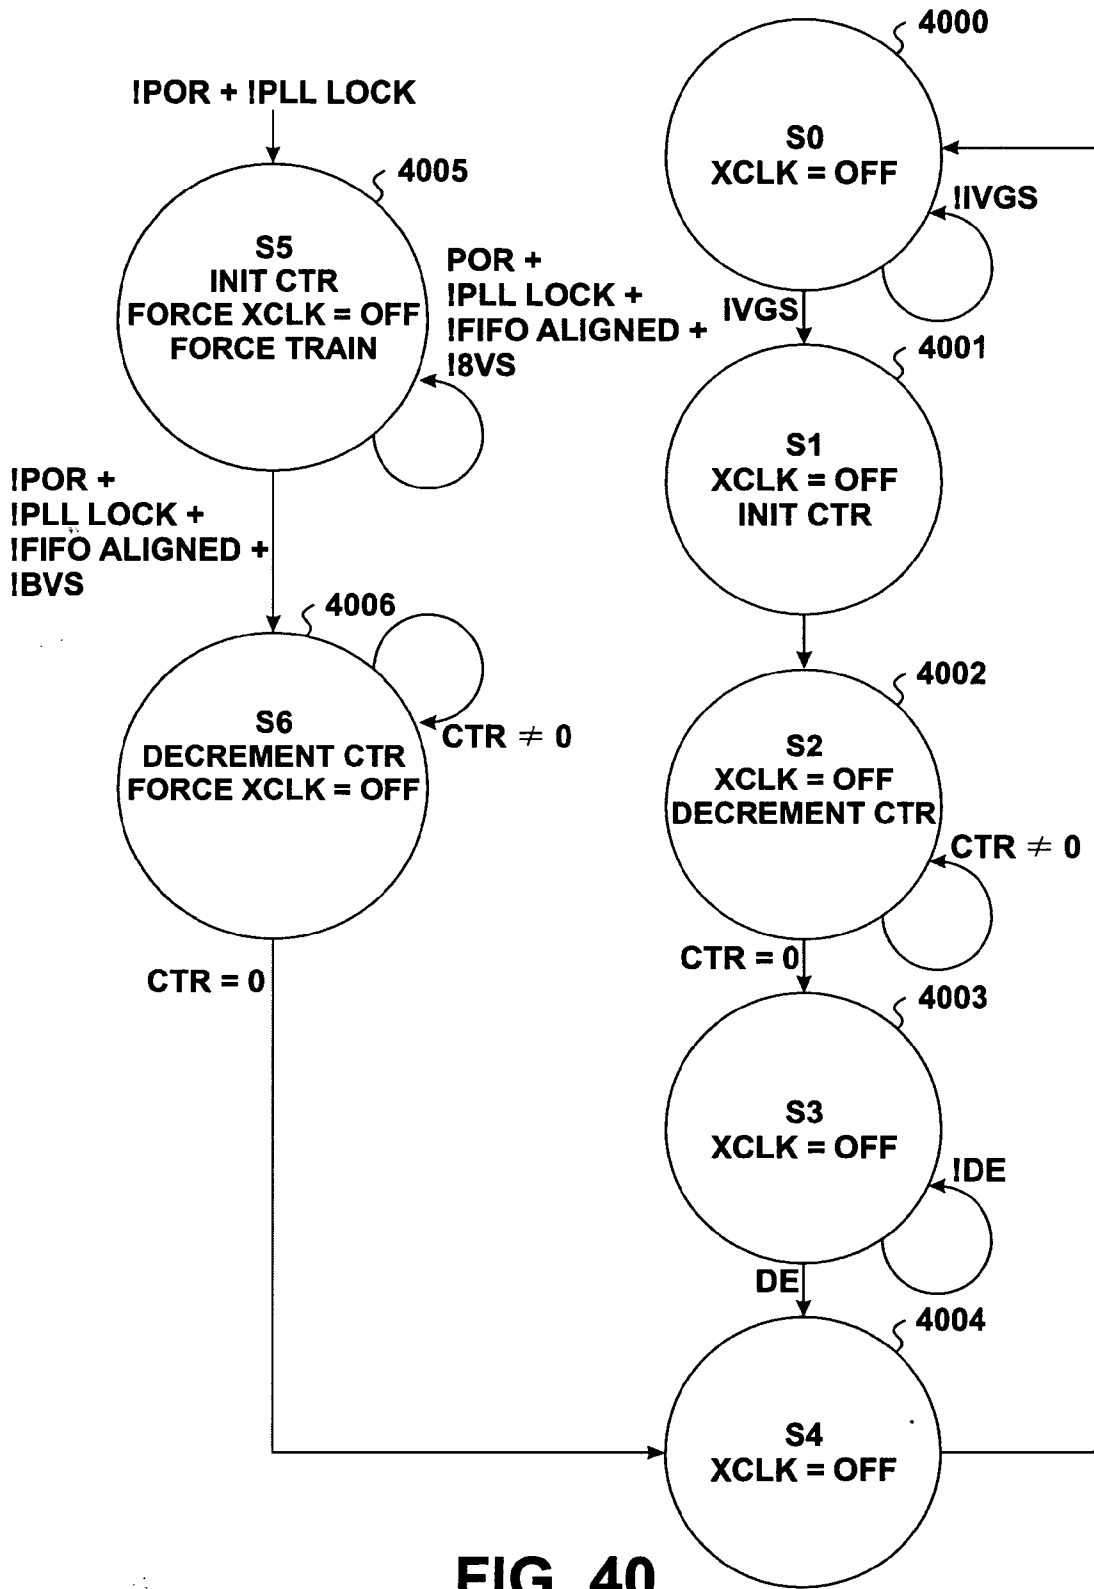 !POR + !PLL LOCK
4005
S5
INIT CTR
FORCE XCLK = OFF
FORCE TRAIN
POR +
!PLL LOCK +
!FIFO ALIGNED +
!8VS
!POR +
!PLL LOCK +
!FIFO ALIGNED +
!BVS
4006
S6
DECREMENT CTR
FORCE XCLK = OFF
CTR ≠ 0
CTR = 0
4000
S0
XCLK = OFF
!IVGS
IVGS
4001
S1
XCLK = OFF
INIT CTR
4002
S2
XCLK = OFF
DECREMENT CTR
CTR ≠ 0
CTR = 0
4003
S3
XCLK = OFF
!DE
DE
4004
S4
XCLK = OFF
FIG. 40